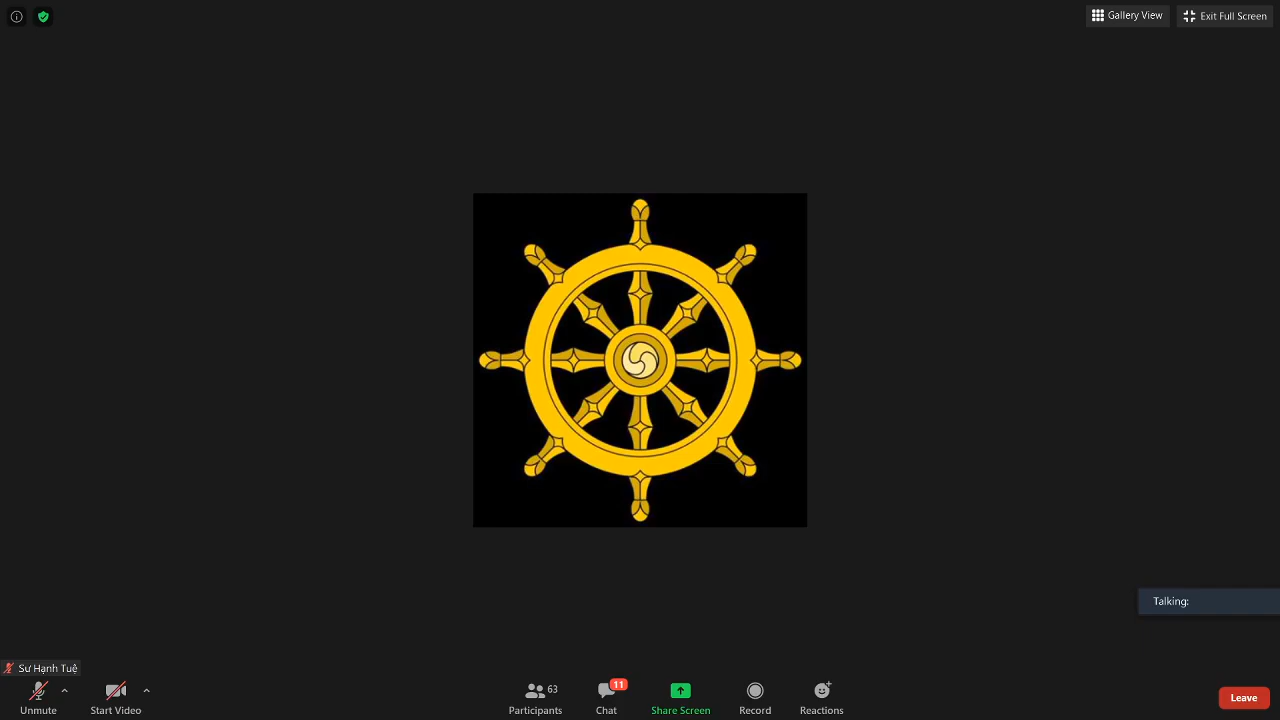 Gallery View
Exit Full Screen
Talking:
Sư Hạnh Tuệ
Unmute
Start Video
63
Participants
11
Chat
Share Screen
Record
Reactions
Leave